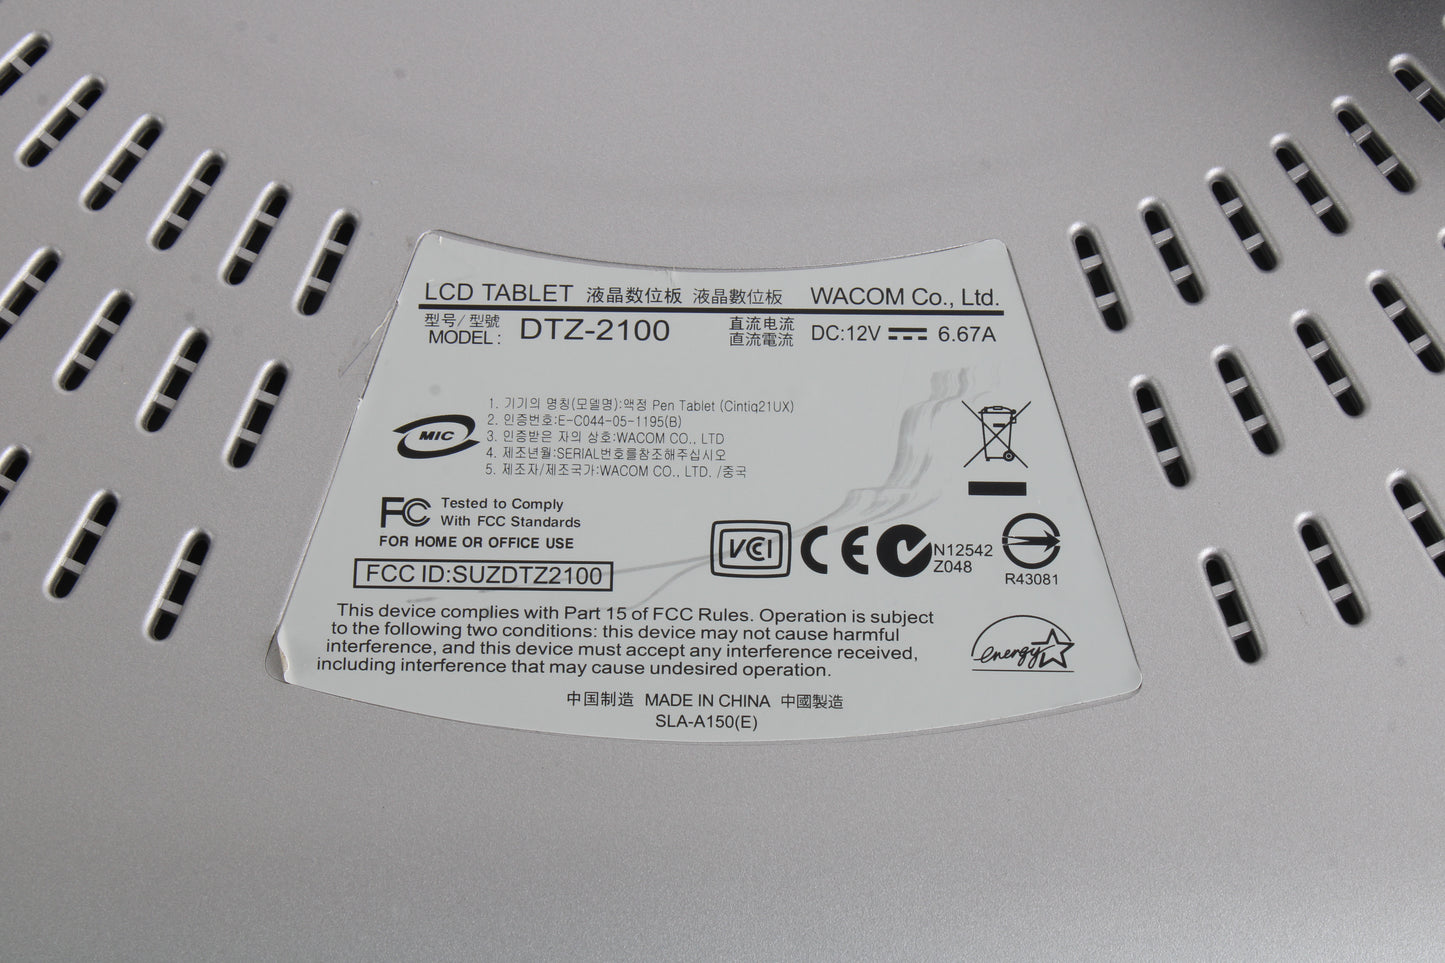 LCD TABLET 液晶数位板 液晶數位板 WACOM Co., Ltd.
型号/型號 MODEL: DTZ-2100 直流电流 直流電流 DC:12V 6.67A
MIC
1. 기기의 명칭(모델명):액정 Pen Tablet (Cintiq21UX)
2. 인증번호:E-C044-05-1195(B)
3. 인증받은 자의 상호:WACOM CO., LTD
4. 제조년월:SERIAL번호를참조해주십시오
5. 제조자/제조국가:WACOM CO., LTD. /중국
FC Tested to Comply
With FCC Standards
FOR HOME OR OFFICE USE
FCC ID:SUZDTZ2100
VCCI CE N12542
Z048
R43081
This device complies with Part 15 of FCC Rules. Operation is subject
to the following two conditions: this device may not cause harmful
interference, and this device must accept any interference received,
including interference that may cause undesired operation.
energy
中国制造 MADE IN CHINA 中國製造
SLA-A150(E)